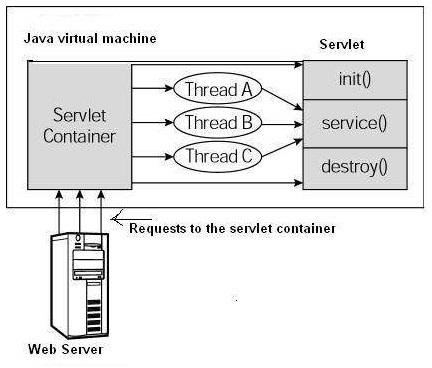 Java virtual machine
Servlet
Servlet
Container
Thread A
Thread B
Thread C
init()
service()
destroy()
Requests to the servlet container
Web Server